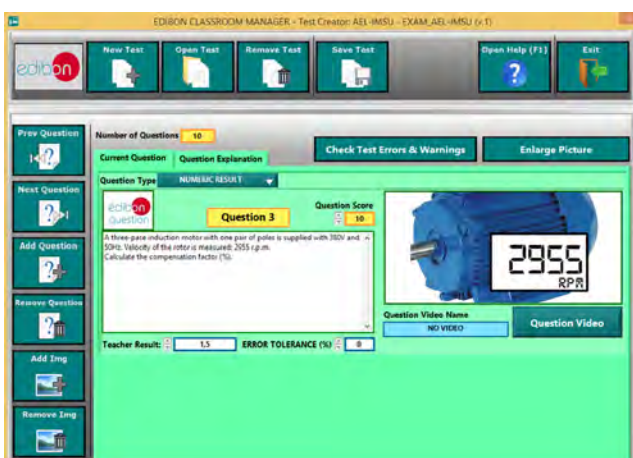 EDIBON CLASSROOM MANAGER - Test Creator: AEL-IMSU - EXAM_AEL-IMSU (v.1)
edibon
New Test
Open Test
Remove Test
Save Test
Open Help (F1)
Exit
Prev Question
Next Question
Add Question
Remove Question
Add Img
Remove Img
Number of Questions 10
Check Test Errors & Warnings
Enlarge Picture
Current Question
Question Explanation
Question Type NUMERIC RESULT
edibon
question
Question 3
Question Score
10
A three-pase induction motor with one pair of poles is supplied with 380V and
50Hz. Velocity of the rotor is measured: 2955 r.p.m.
Calculate the compensation factor (%).
Teacher Result: 1,5 ERROR TOLERANCE (%) 0
2955
RPM
Question Video Name
NO VIDEO
Question Video